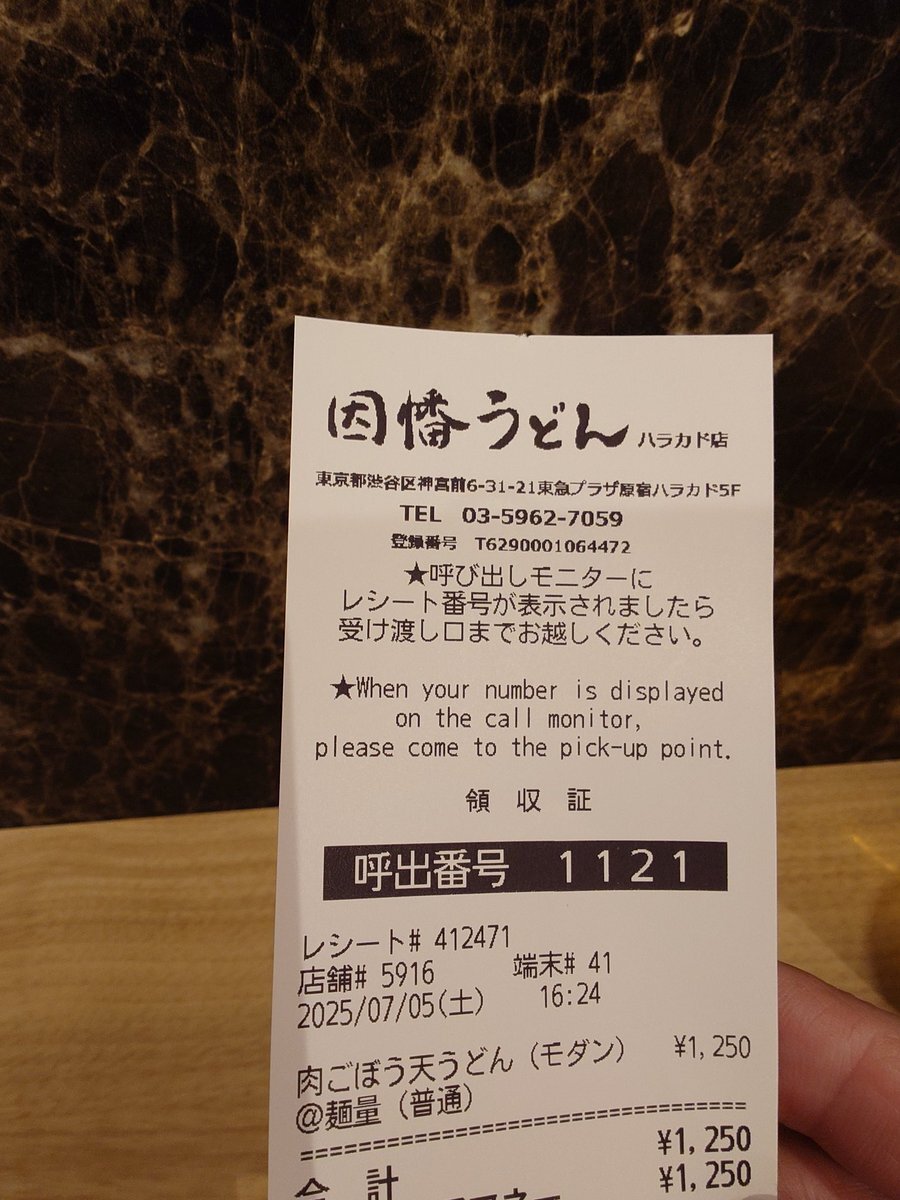 因幡うどん ハラカド店
東京都渋谷区神宮前6-31-21東急プラザ原宿ハラカド5F
TEL 03-5962-7059
登録番号 T6290001064472
★呼び出しモニターに
レシート番号が表示されましたら
受け渡し口までお越しください。
★When your number is displayed
on the call monitor,
please come to the pick-up point.
領 収 証
呼出番号 1121
レシート# 412471
店舗# 5916 端末# 41
2025/07/05(土) 16:24
肉ごぼう天うどん(モダン) ¥1,250
@麺量(普通)
¥1,250
合 計 ¥1,250